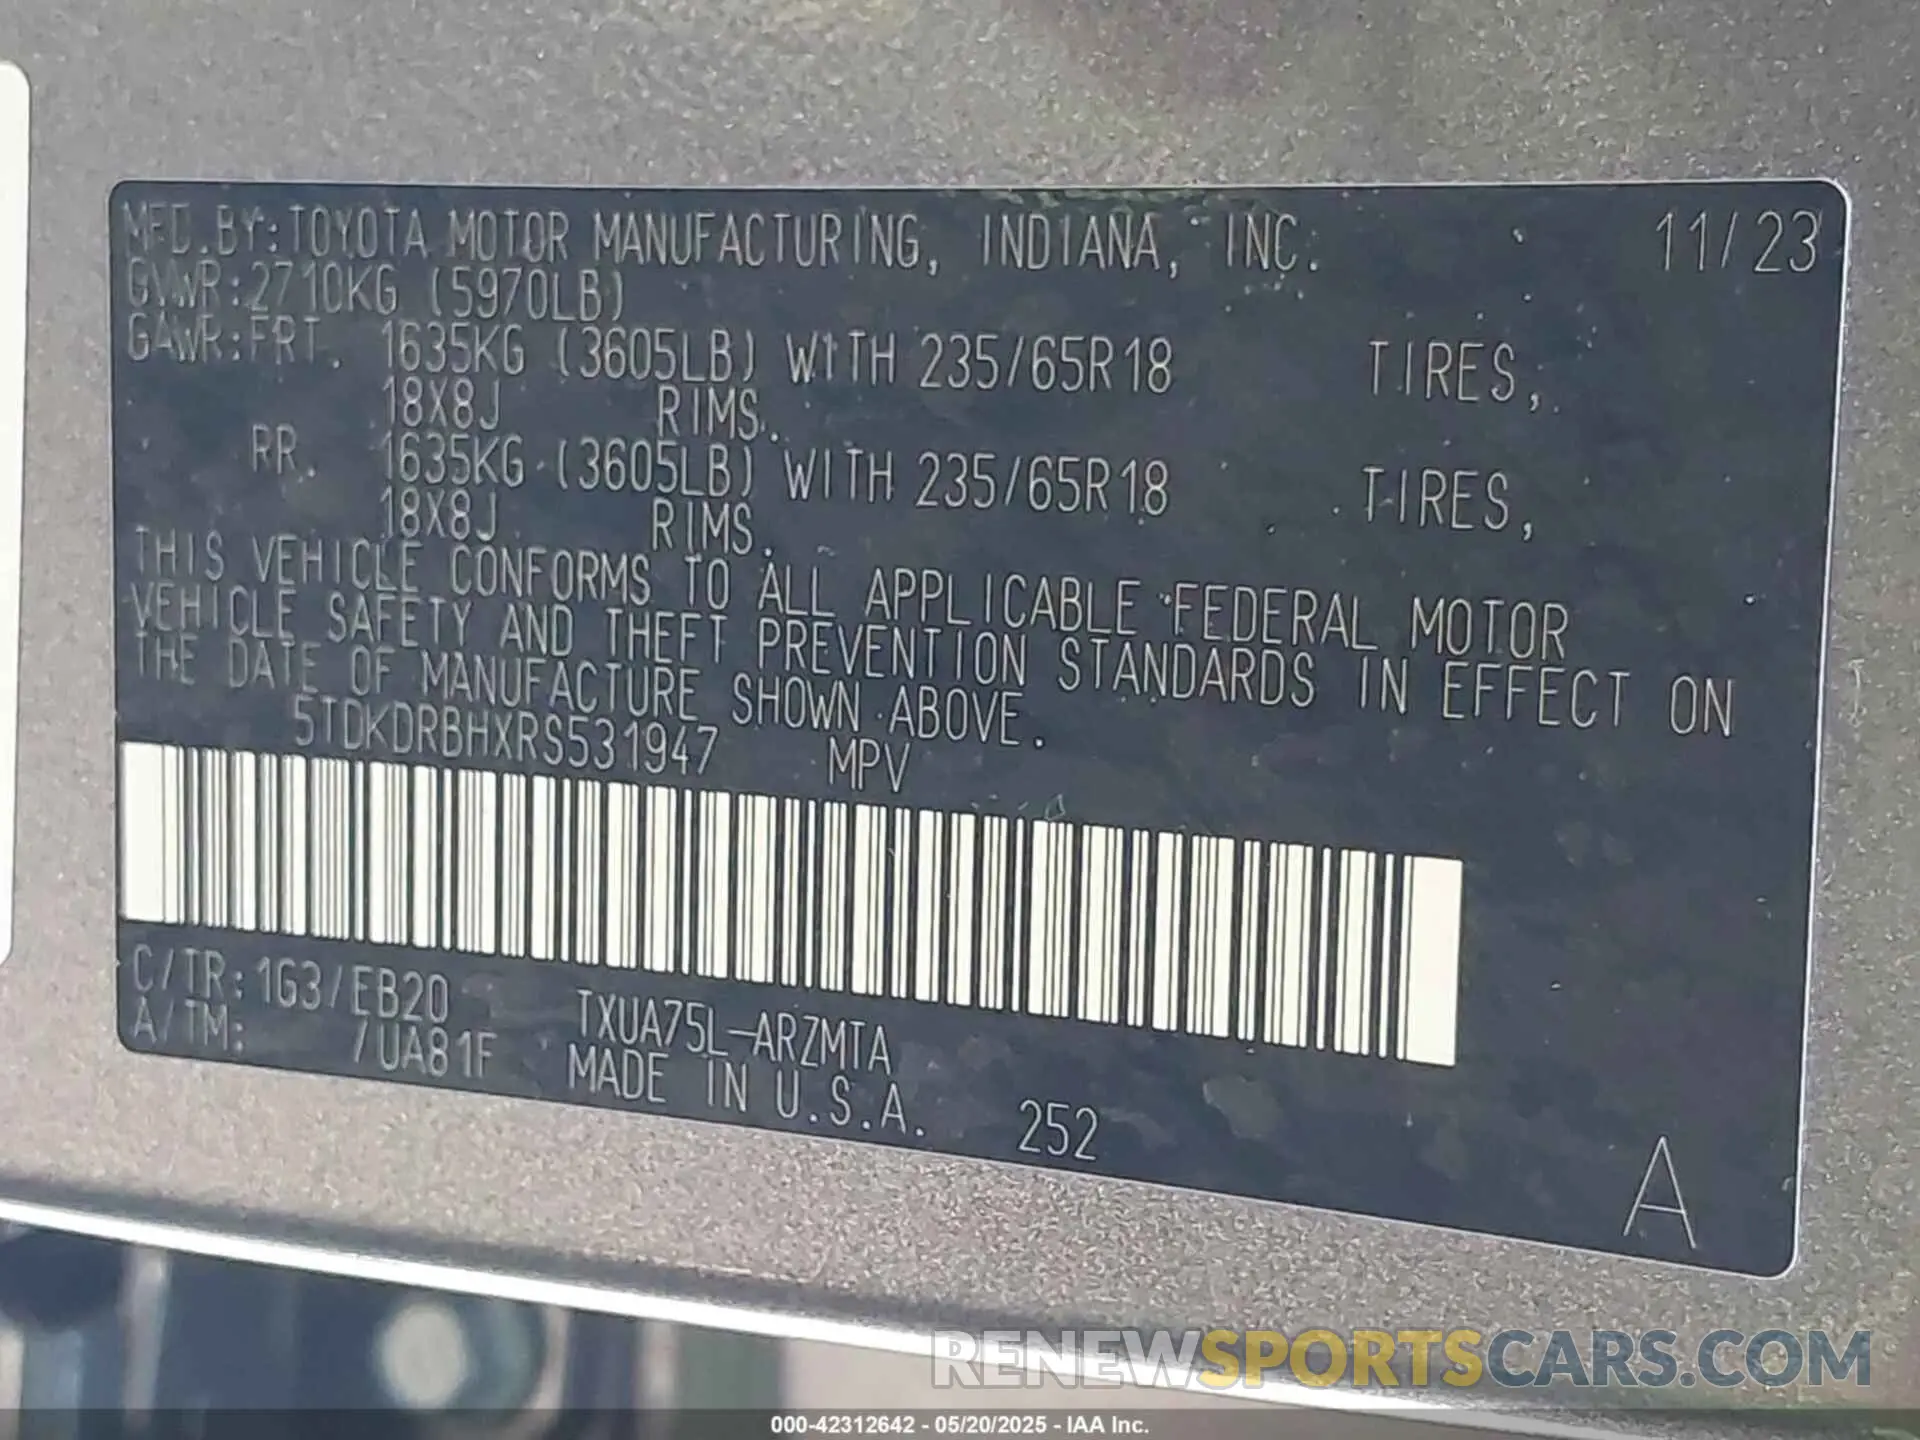 MFD.BY:TOYOTA MOTOR MANUFACTURING, INDIANA, INC. 11/23
GVWR:2710KG (5970LB)
GAWR:FRT. 1635KG (3605LB) WITH 235/65R18 TIRES,
18X8J RIMS.
RR. 1635KG (3605LB) WITH 235/65R18 TIRES,
18X8J RIMS.
THIS VEHICLE CONFORMS TO ALL APPLICABLE FEDERAL MOTOR
VEHICLE SAFETY AND THEFT PREVENTION STANDARDS IN EFFECT ON
THE DATE OF MANUFACTURE SHOWN ABOVE.
5TDKDRBHXRS531947 MPV
C/TR:1G3/EB20 TXUA75L-ARZMTA
A/TM: /UA81F MADE IN U.S.A. 252
A
RENEWSPORTSCARS.COM
000-42312642 - 05/20/2025 - IAA Inc.